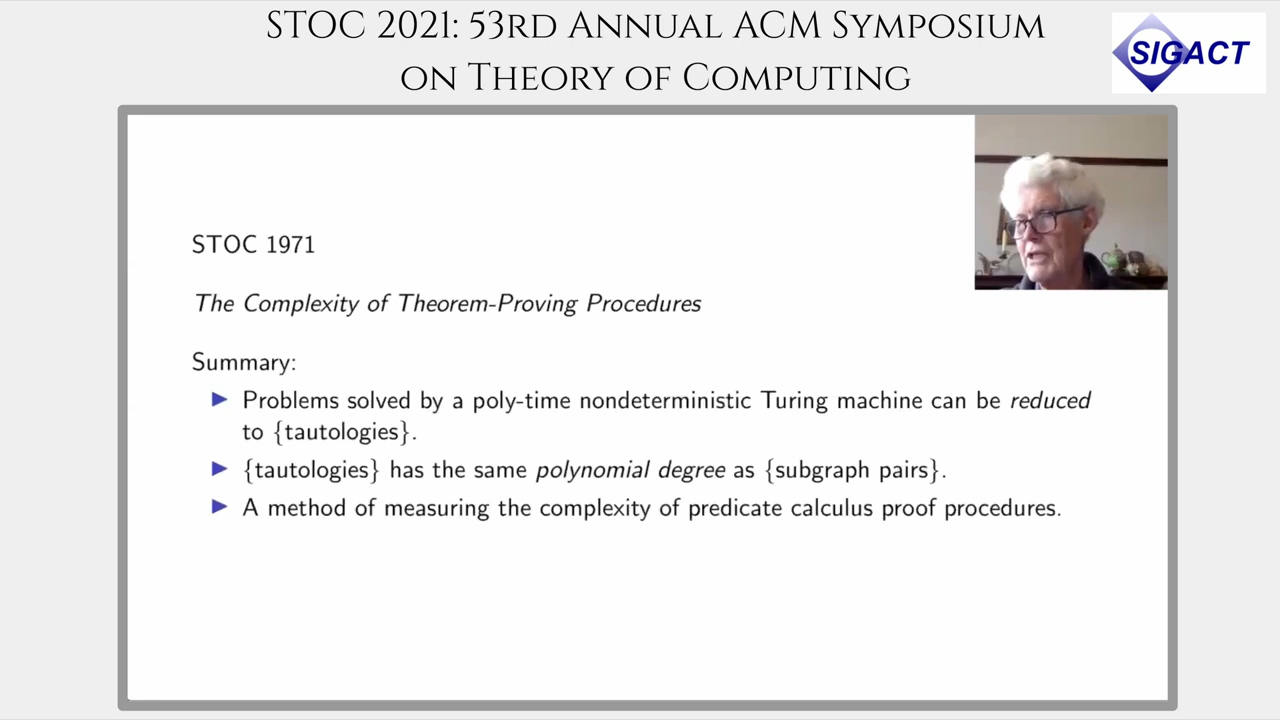 STOC 2021: 53RD ANNUAL ACM SYMPOSIUM
ON THEORY OF COMPUTING
SIGACT
STOC 1971
The Complexity of Theorem-Proving Procedures
Summary:
▶ Problems solved by a poly-time nondeterministic Turing machine can be reduced
to {tautologies}.
▶ {tautologies} has the same polynomial degree as {subgraph pairs}.
▶ A method of measuring the complexity of predicate calculus proof procedures.